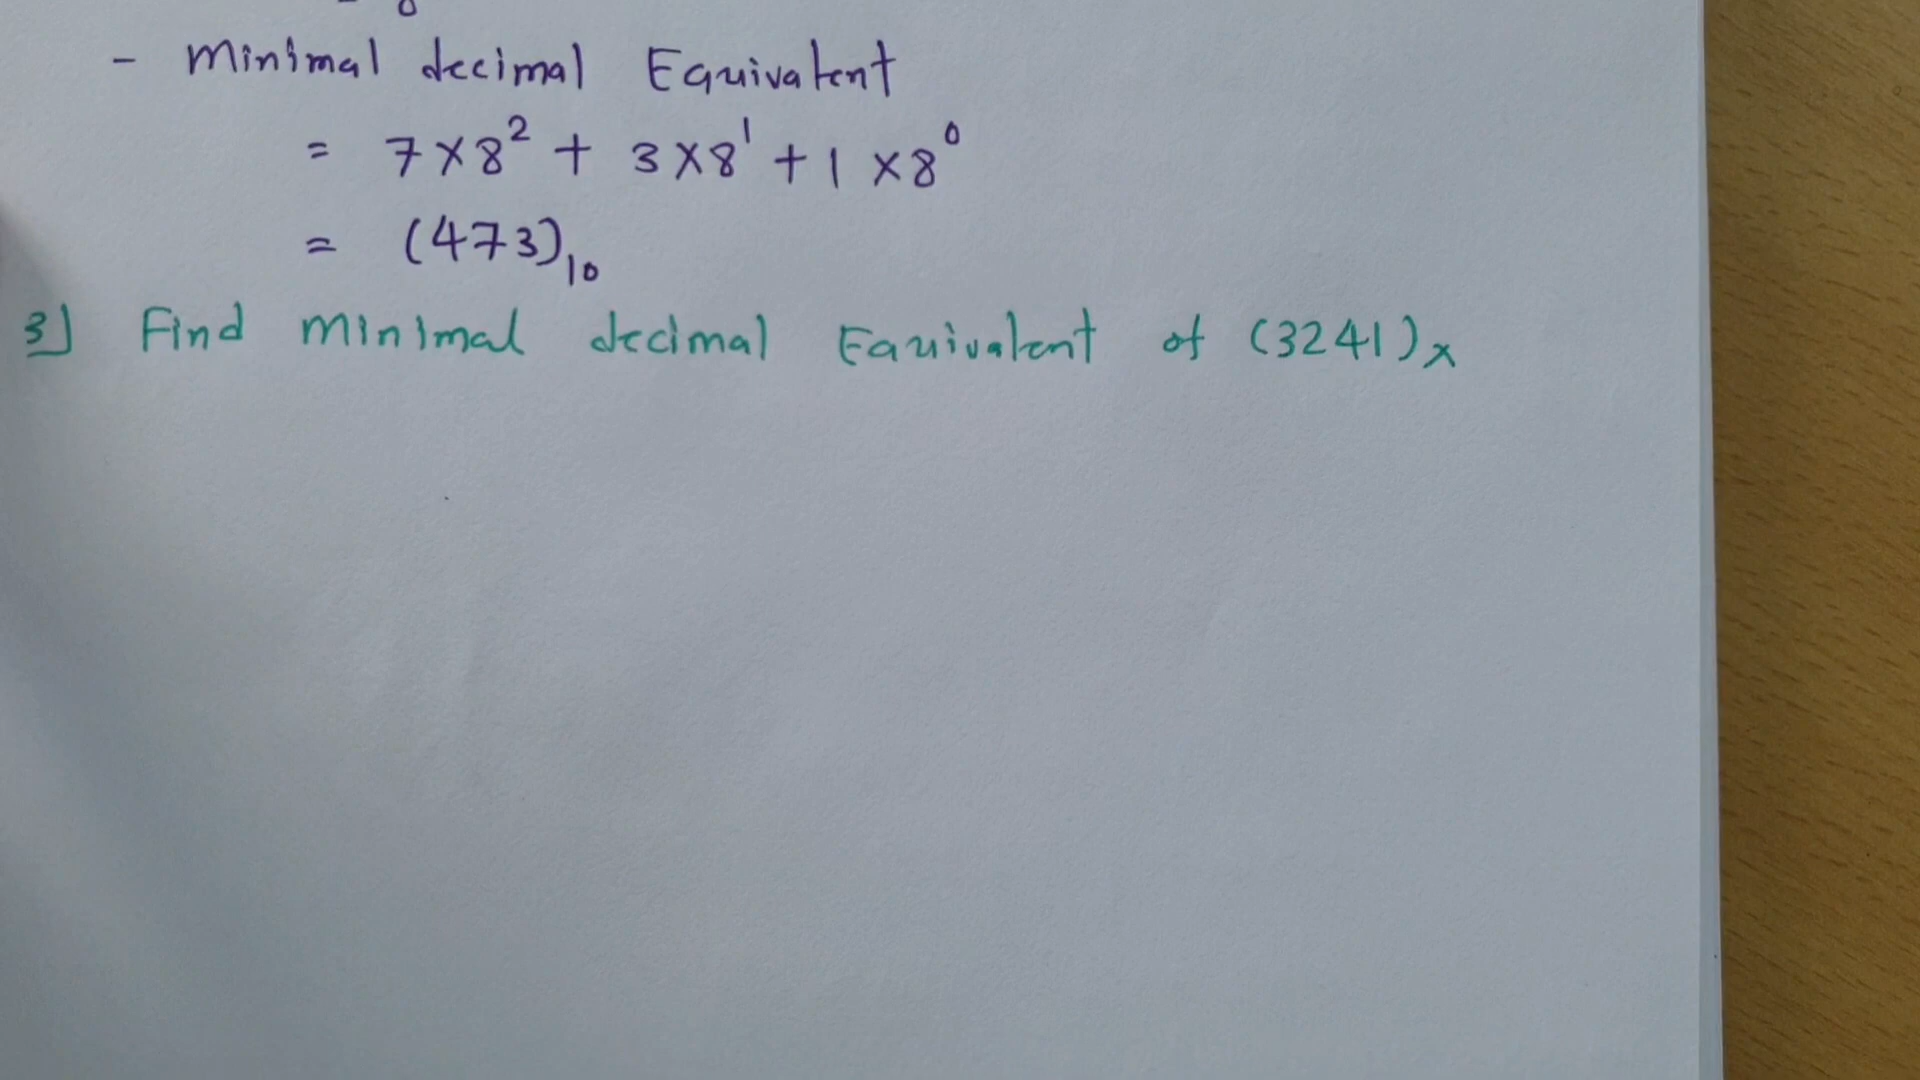 - Minimal decimal Equivalent
= 7×8² + 3×8¹ + 1×8⁰
= (473)₁₀
3] Find minimal decimal Equivalent of (3241)ₓ